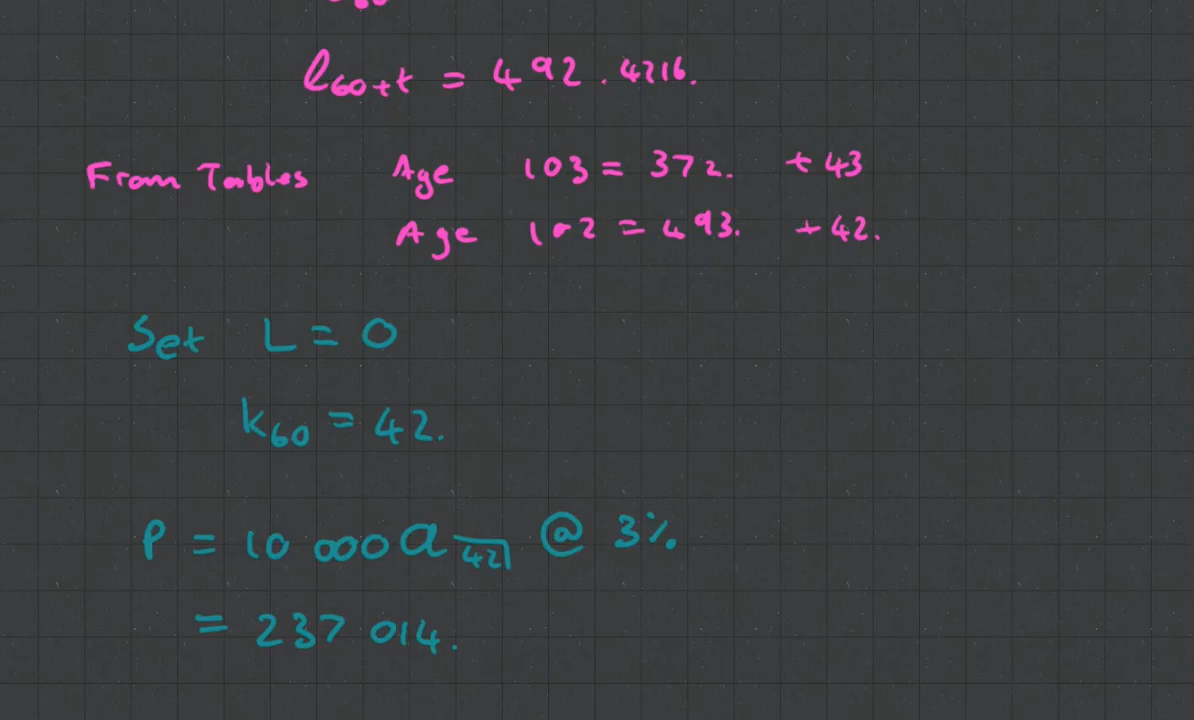 60
l60+t = 492.4216.
From Tables Age 103 = 372. +43
Age 102 = 493. +42.
Set L = 0
K60 = 42.
P = 10 000 a42 @ 3%
= 237 014.